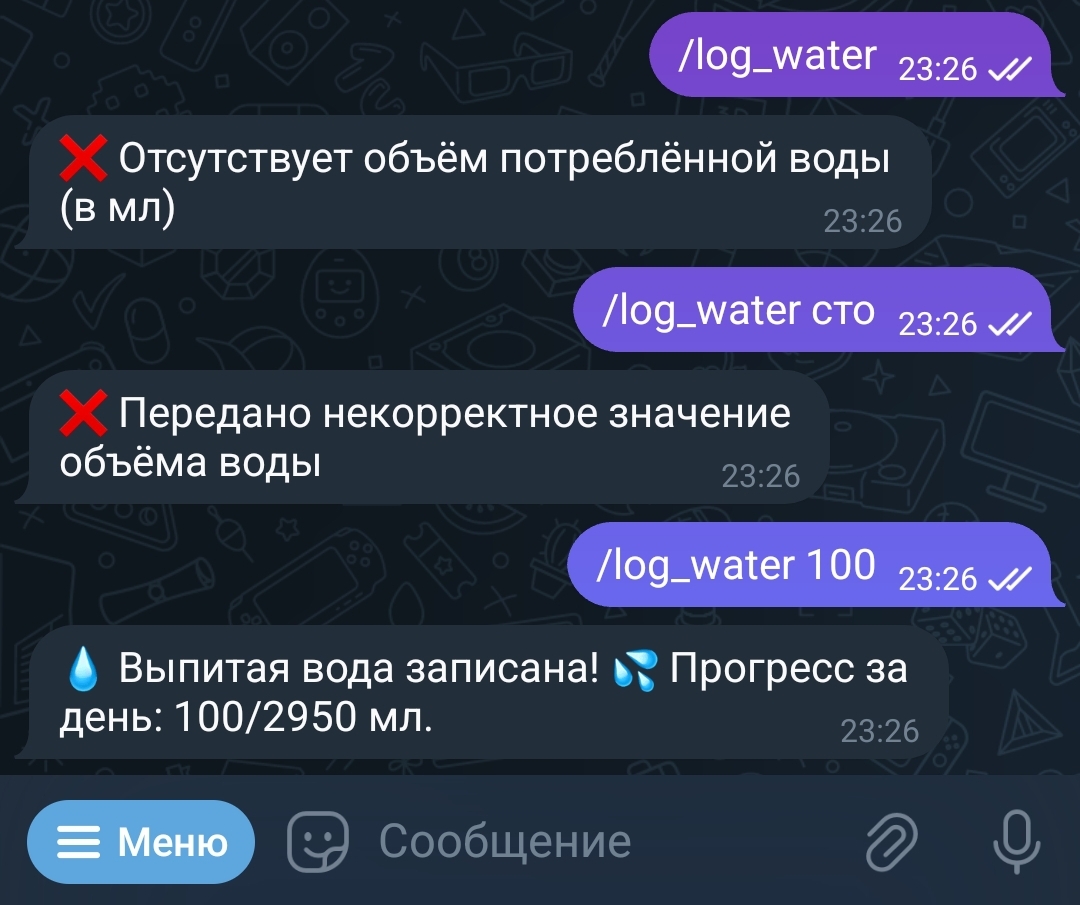 /log_water 23:26
❌ Отсутствует объём потреблённой воды
(в мл)
23:26
/log_water сто 23:26
❌ Передано некорректное значение
объёма воды
23:26
/log_water 100 23:26
💧 Выпитая вода записана! 💦 Прогресс за
день: 100/2950 мл.
23:26
Меню
Сообщение